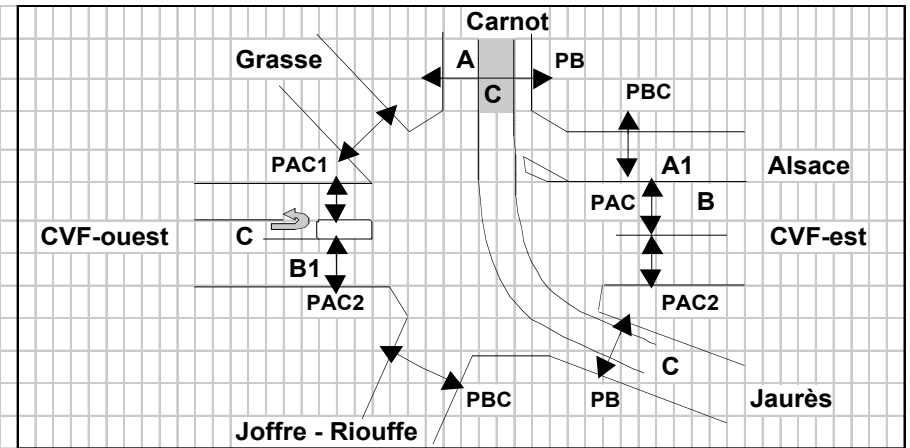 Carnot
Grasse
A
PB
C
PBC
PAC1
A1
Alsace
PAC
B
CVF-ouest
C
CVF-est
B1
PAC2
PAC2
C
PBC
PB
Jaurès
Joffre - Riouffe